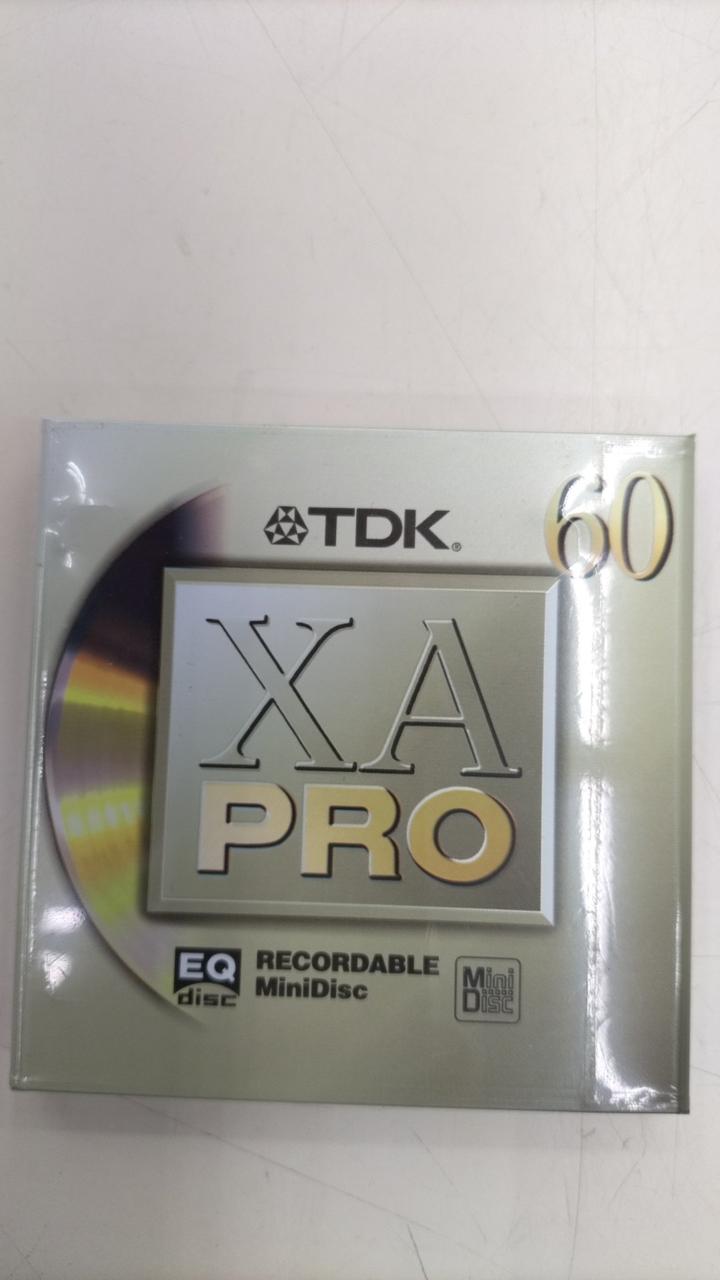 TDK®
60
XA
PRO
EQ
disc
RECORDABLE
MiniDisc
Mini
Disc